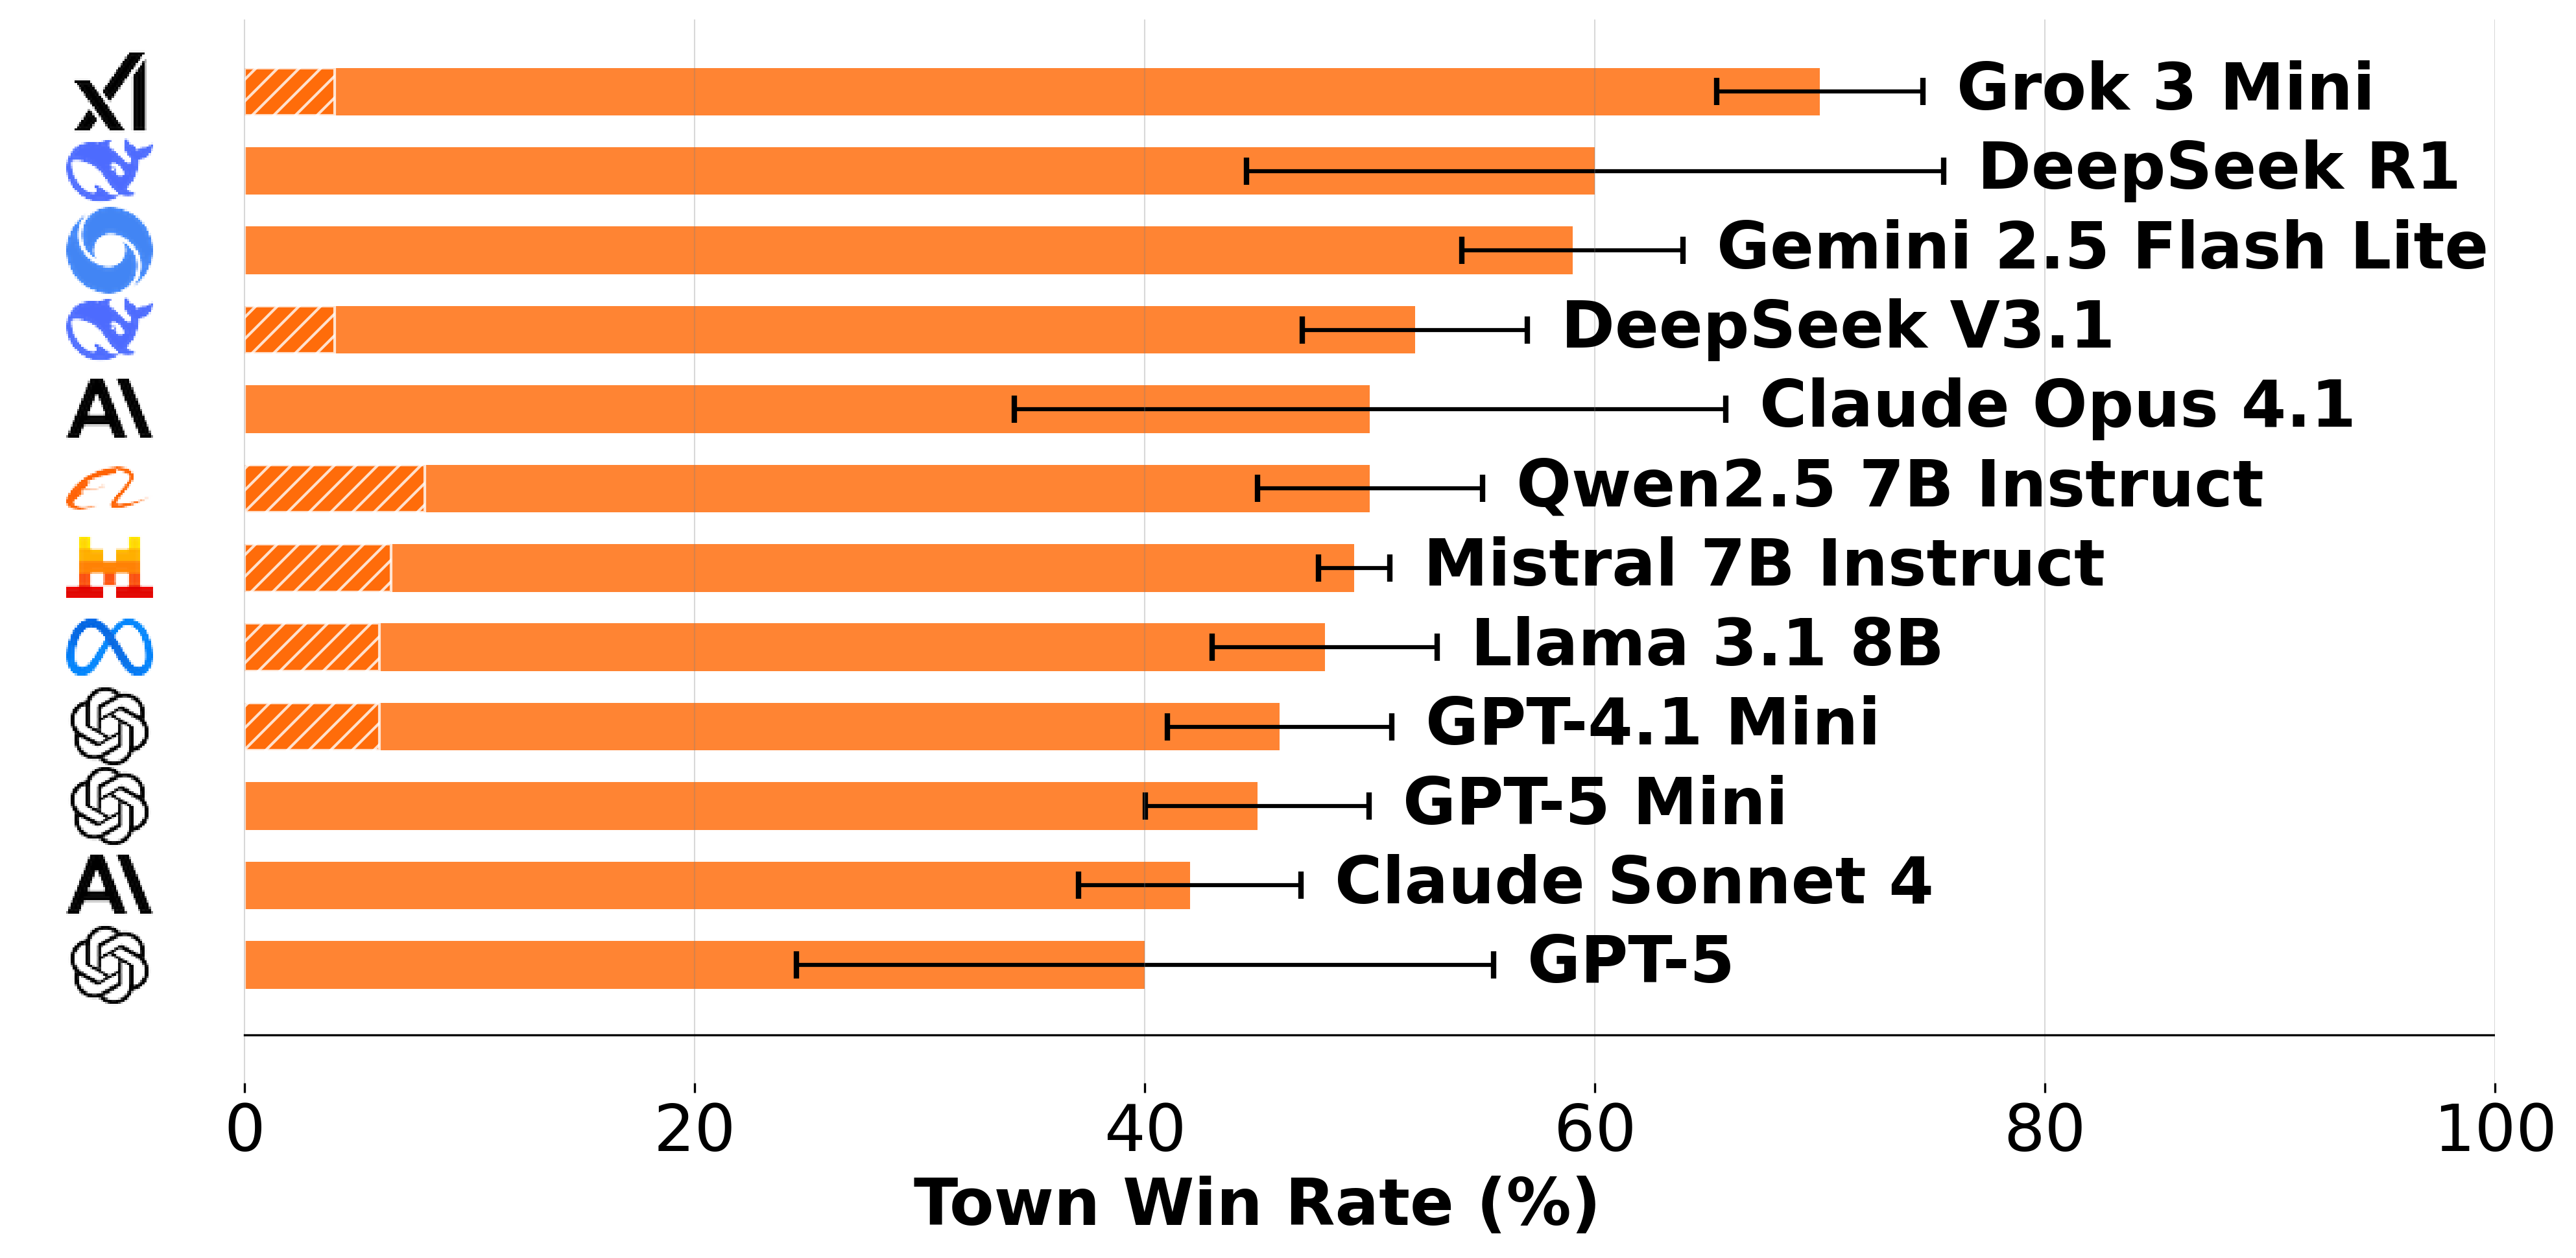 Grok 3 Mini
DeepSeek R1
Gemini 2.5 Flash Lite
DeepSeek V3.1
Claude Opus 4.1
Qwen2.5 7B Instruct
Mistral 7B Instruct
Llama 3.1 8B
GPT-4.1 Mini
GPT-5 Mini
Claude Sonnet 4
GPT-5
0 20 40 60 80 100
Town Win Rate (%)